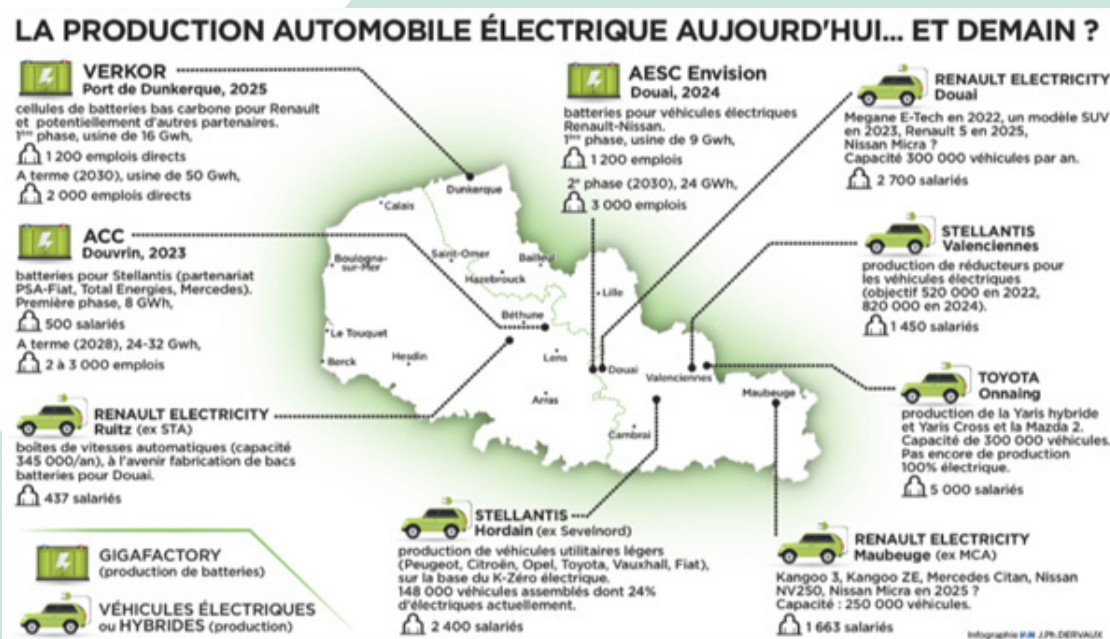 LA PRODUCTION AUTOMOBILE ÉLECTRIQUE AUJOURD'HUI... ET DEMAIN ?
VERKOR
Port de Dunkerque, 2025
cellules de batteries bas carbone pour Renault
et potentiellement d'autres partenaires.
1ère phase, usine de 16 Gwh,
1 200 emplois directs
A terme (2030), usine de 50 Gwh,
2 000 emplois directs
ACC
Douvrin, 2023
batteries pour Stellantis (partenariat
PSA-Fiat, Total Energies, Mercedes).
Première phase, 8 GWh,
500 salariés
A terme (2028), 24-32 Gwh,
2 à 3 000 emplois
RENAULT ELECTRICITY
Ruitz (ex STA)
boîtes de vitesses automatiques (capacité
345 000/an), à l'avenir fabrication de bacs
batteries pour Douai.
437 salariés
GIGAFACTORY
(production de batteries)
VÉHICULES ÉLECTRIQUES
ou HYBRIDES (production)
AESC Envision
Douai, 2024
batteries pour véhicules électriques
Renault-Nissan.
1ère phase, usine de 9 Gwh,
1 200 emplois
2e phase (2030), 24 GWh,
3 000 emplois
Dunkerque
Calais
Boulogne-
sur-Mer
Saint-Omer
Bailleul
Hazebrouck
Lille
Béthune
Le Touquet
Berck
Hesdin
Lens
Douai
Valenciennes
Arras
Maubeuge
Cambrai
STELLANTIS
Hordain (ex Sevelnord)
production de véhicules utilitaires légers
(Peugeot, Citroën, Opel, Toyota, Vauxhall, Fiat),
sur la base du K-Zéro électrique.
148 000 véhicules assemblés dont 24%
d'électriques actuellement.
2 400 salariés
RENAULT ELECTRICITY
Douai
Megane E-Tech en 2022, un modèle SUV
en 2023, Renault 5 en 2025,
Nissan Micra ?
Capacité 300 000 véhicules par an.
2 700 salariés
STELLANTIS
Valenciennes
production de réducteurs pour
les véhicules électriques
(objectif 520 000 en 2022,
820 000 en 2024).
1 450 salariés
TOYOTA
Onnaing
production de la Yaris hybride
et Yaris Cross et la Mazda 2.
Capacité de 300 000 véhicules.
Pas encore de production
100% électrique.
5 000 salariés
RENAULT ELECTRICITY
Maubeuge (ex MCA)
Kangoo 3, Kangoo ZE, Mercedes Citan, Nissan
NV250, Nissan Micra en 2025 ?
Capacité : 250 000 véhicules.
1 663 salariés
Infographie J.Ph.DERVAUX